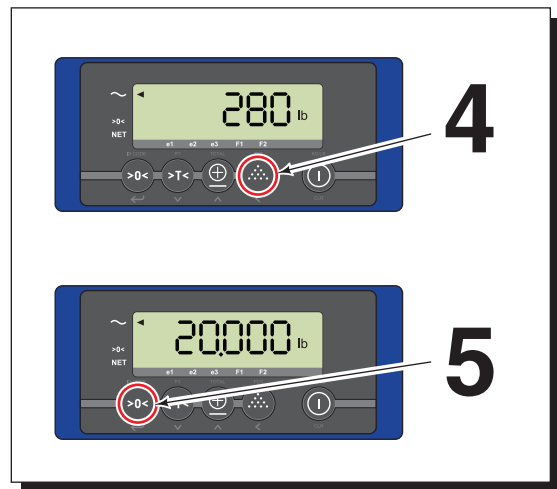 280 lb
>0<
NET
e1 e2 e3 F1 F2
>0< >T<
4
20.000 lb
>0<
NET
e1 e2 e3 F1 F2
>0<
5